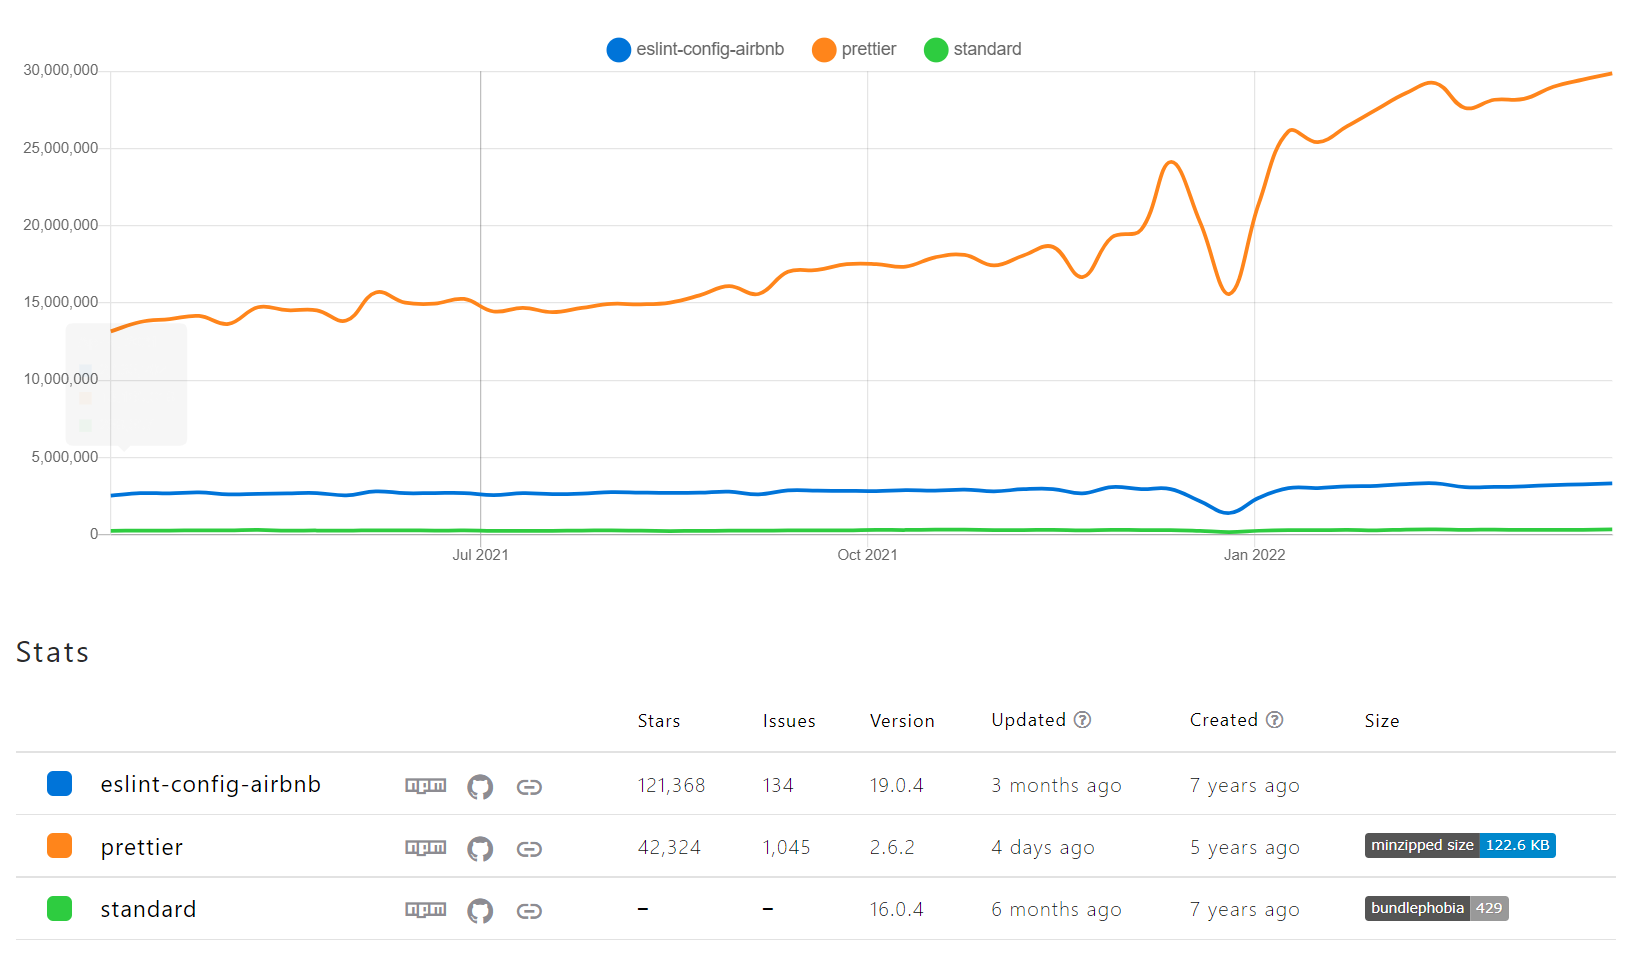 eslint-config-airbnb prettier standard
30,000,000
25,000,000
20,000,000
15,000,000
10,000,000
5,000,000
0
Jul 2021 Oct 2021 Jan 2022
Stats
Stars Issues Version Updated ? Created ? Size
eslint-config-airbnb npm 121,368 134 19.0.4 3 months ago 7 years ago
prettier npm 42,324 1,045 2.6.2 4 days ago 5 years ago minzipped size 122.6 KB
standard npm – – 16.0.4 6 months ago 7 years ago bundlephobia 429